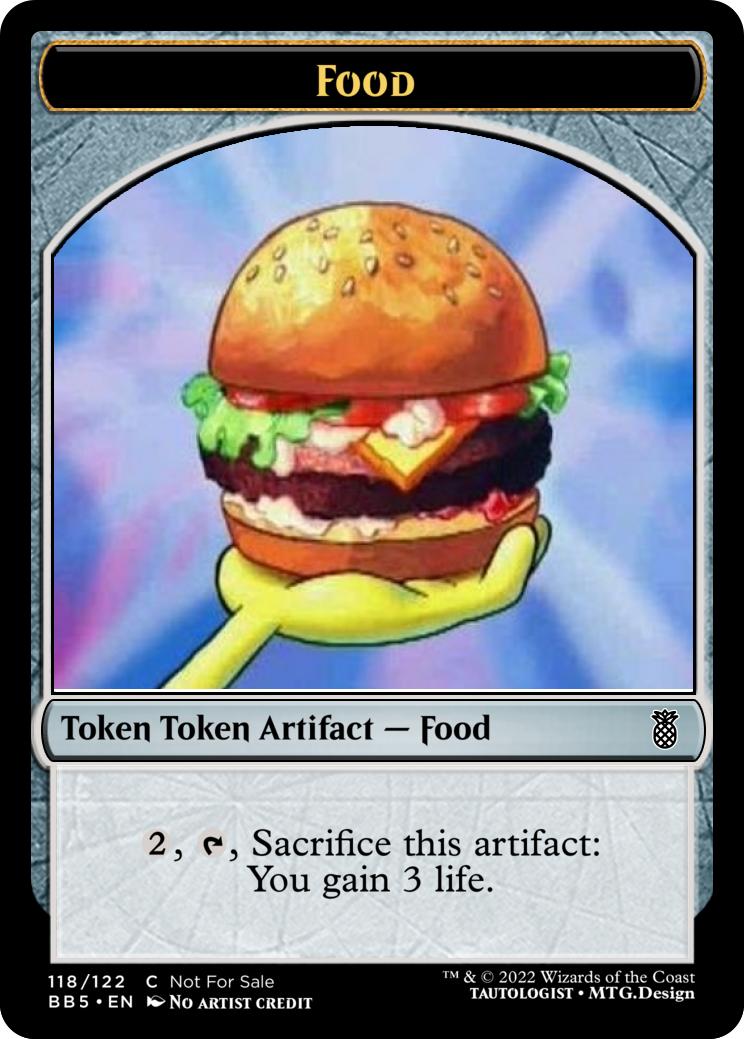 Food
Token Token Artifact — Food
2, , Sacrifice this artifact:
You gain 3 life.
118/122 C Not For Sale
BB5 • EN No artist credit
™ & © 2022 Wizards of the Coast
TAUTOLOGIST • MTG.Design